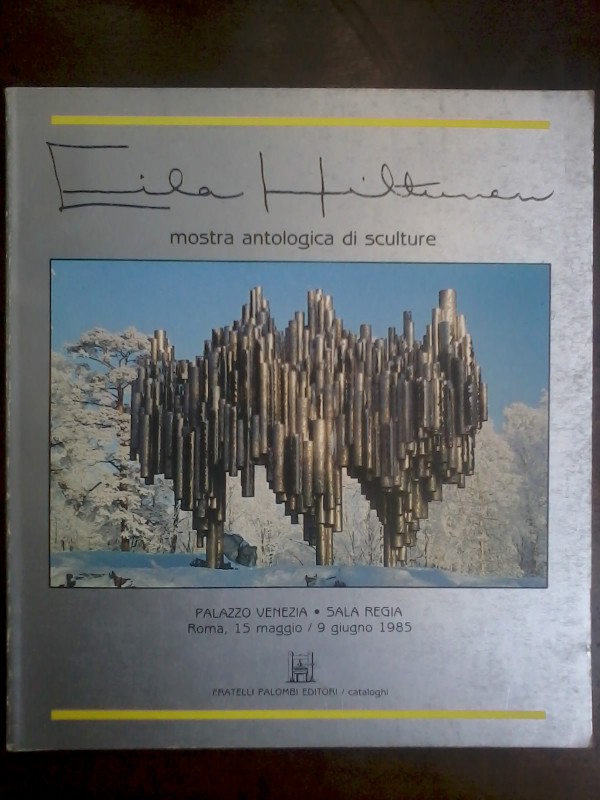 Eila Hiltunen
mostra antologica di sculture
PALAZZO VENEZIA • SALA REGIA
Roma, 15 maggio / 9 giugno 1985
FRATELLI PALOMBI EDITORI / cataloghi